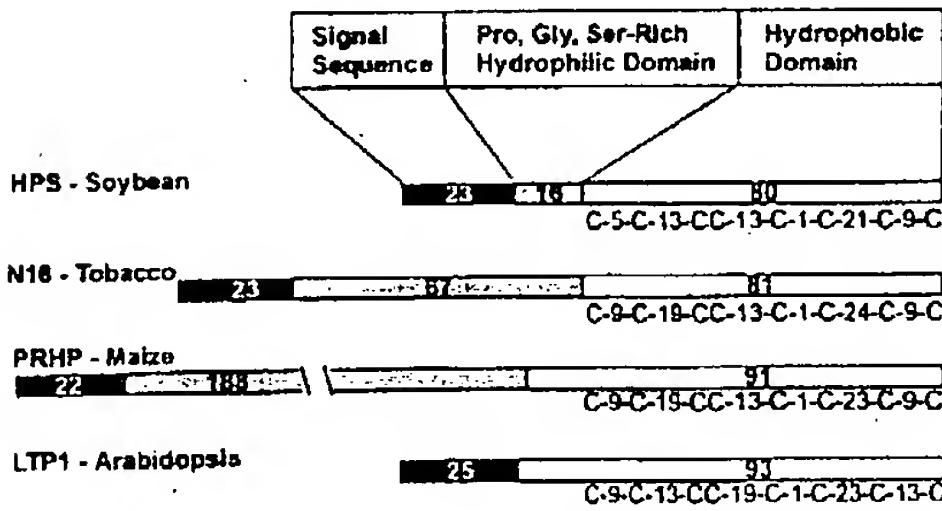 Signal Sequence
Pro, Gly, Ser-Rich Hydrophilic Domain
Hydrophobic Domain
HPS - Soybean
23
16
80
C-5-C-13-CC-13-C-1-C-21-C-9-C
N16 - Tobacco
23
87
81
C-9-C-19-CC-13-C-1-C-24-C-9-C
PRHP - Maize
22
188
91
C-9-C-19-CC-13-C-1-C-23-C-9-C
LTP1 - Arabidopsis
25
93
C-9-C-13-CC-19-C-1-C-23-C-13-C